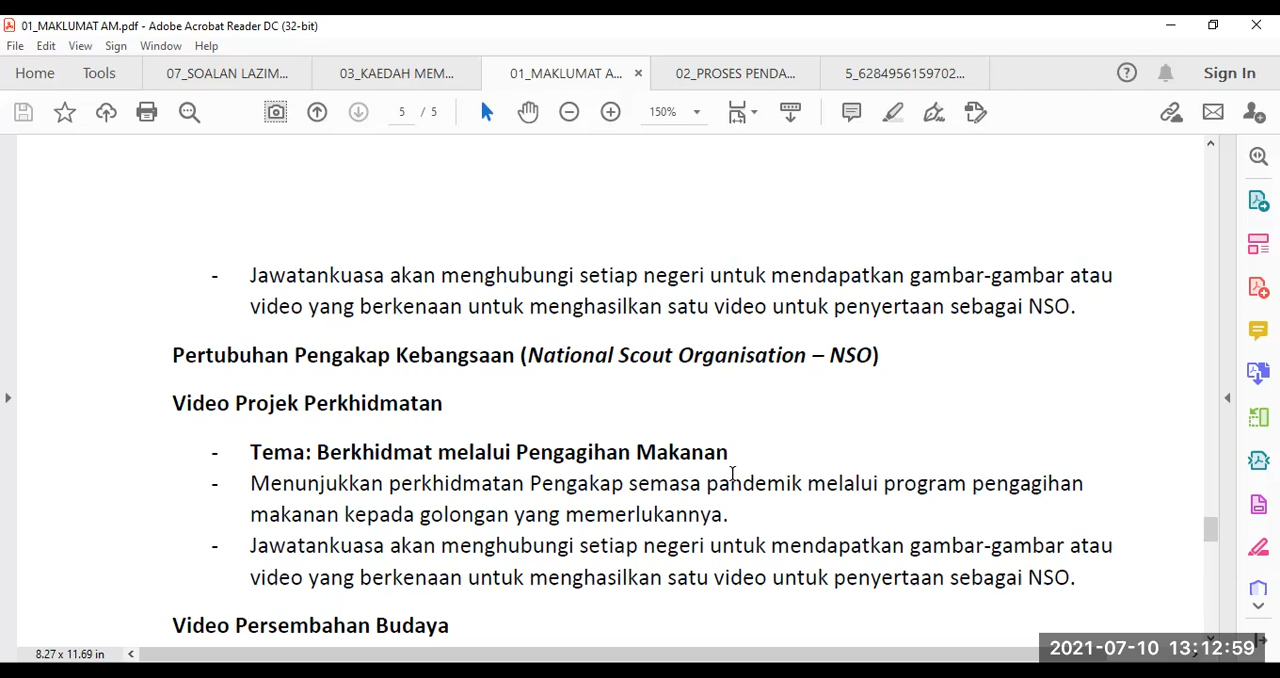 01_MAKLUMAT AM.pdf - Adobe Acrobat Reader DC (32-bit)
File Edit View Sign Window Help
Home Tools 07_SOALAN LAZIM... 03_KAEDAH MEM... 01_MAKLUMAT A... 02_PROSES PENDA... 5_6284956159702... Sign In
5 / 5 150%
- Jawatankuasa akan menghubungi setiap negeri untuk mendapatkan gambar-gambar atau
video yang berkenaan untuk menghasilkan satu video untuk penyertaan sebagai NSO.
Pertubuhan Pengakap Kebangsaan (National Scout Organisation – NSO)
Video Projek Perkhidmatan
- Tema: Berkhidmat melalui Pengagihan Makanan
- Menunjukkan perkhidmatan Pengakap semasa pandemik melalui program pengagihan
makanan kepada golongan yang memerlukannya.
- Jawatankuasa akan menghubungi setiap negeri untuk mendapatkan gambar-gambar atau
video yang berkenaan untuk menghasilkan satu video untuk penyertaan sebagai NSO.
Video Persembahan Budaya
8.27 x 11.69 in
2021-07-10 13:12:59